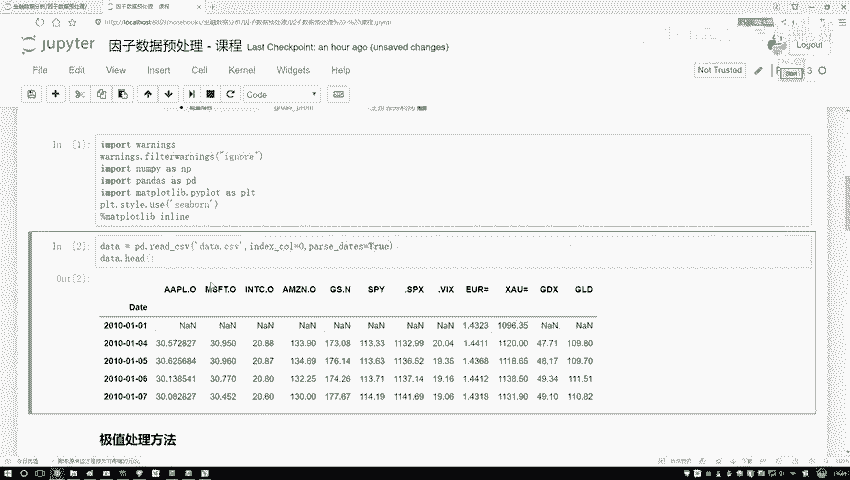 jupyter 因子数据预处理 - 课程 Last Checkpoint: an hour ago (unsaved changes)
Logout
File Edit View Insert Cell Kernel Widgets Help
Not Trusted
Code
In [1]: import warnings
warnings.filterwarnings("ignore")
import numpy as np
import pandas as pd
import matplotlib.pyplot as plt
plt.style.use('seaborn')
%matplotlib inline
In [2]: data = pd.read_csv('data.csv',index_col=0,parse_dates=True)
data.head()
Out[2]:
AAPL.O MSFT.O INTC.O AMZN.O GS.N SPY .SPX .VIX EUR= XAU= GDX GLD
Date
2010-01-01 NaN NaN NaN NaN NaN NaN NaN NaN 1.4323 1096.35 NaN NaN
2010-01-04 30.572827 30.950 20.88 133.90 173.08 113.33 1132.99 20.04 1.4411 1120.00 47.71 109.80
2010-01-05 30.625684 30.960 20.87 134.69 176.14 113.63 1136.52 19.35 1.4368 1118.65 48.17 109.70
2010-01-06 30.138541 30.770 20.80 132.25 174.26 113.71 1137.14 19.16 1.4412 1138.50 49.34 111.51
2010-01-07 30.082827 30.452 20.60 130.00 177.67 114.19 1141.69 19.06 1.4318 1131.90 49.10 110.82
极值处理方法